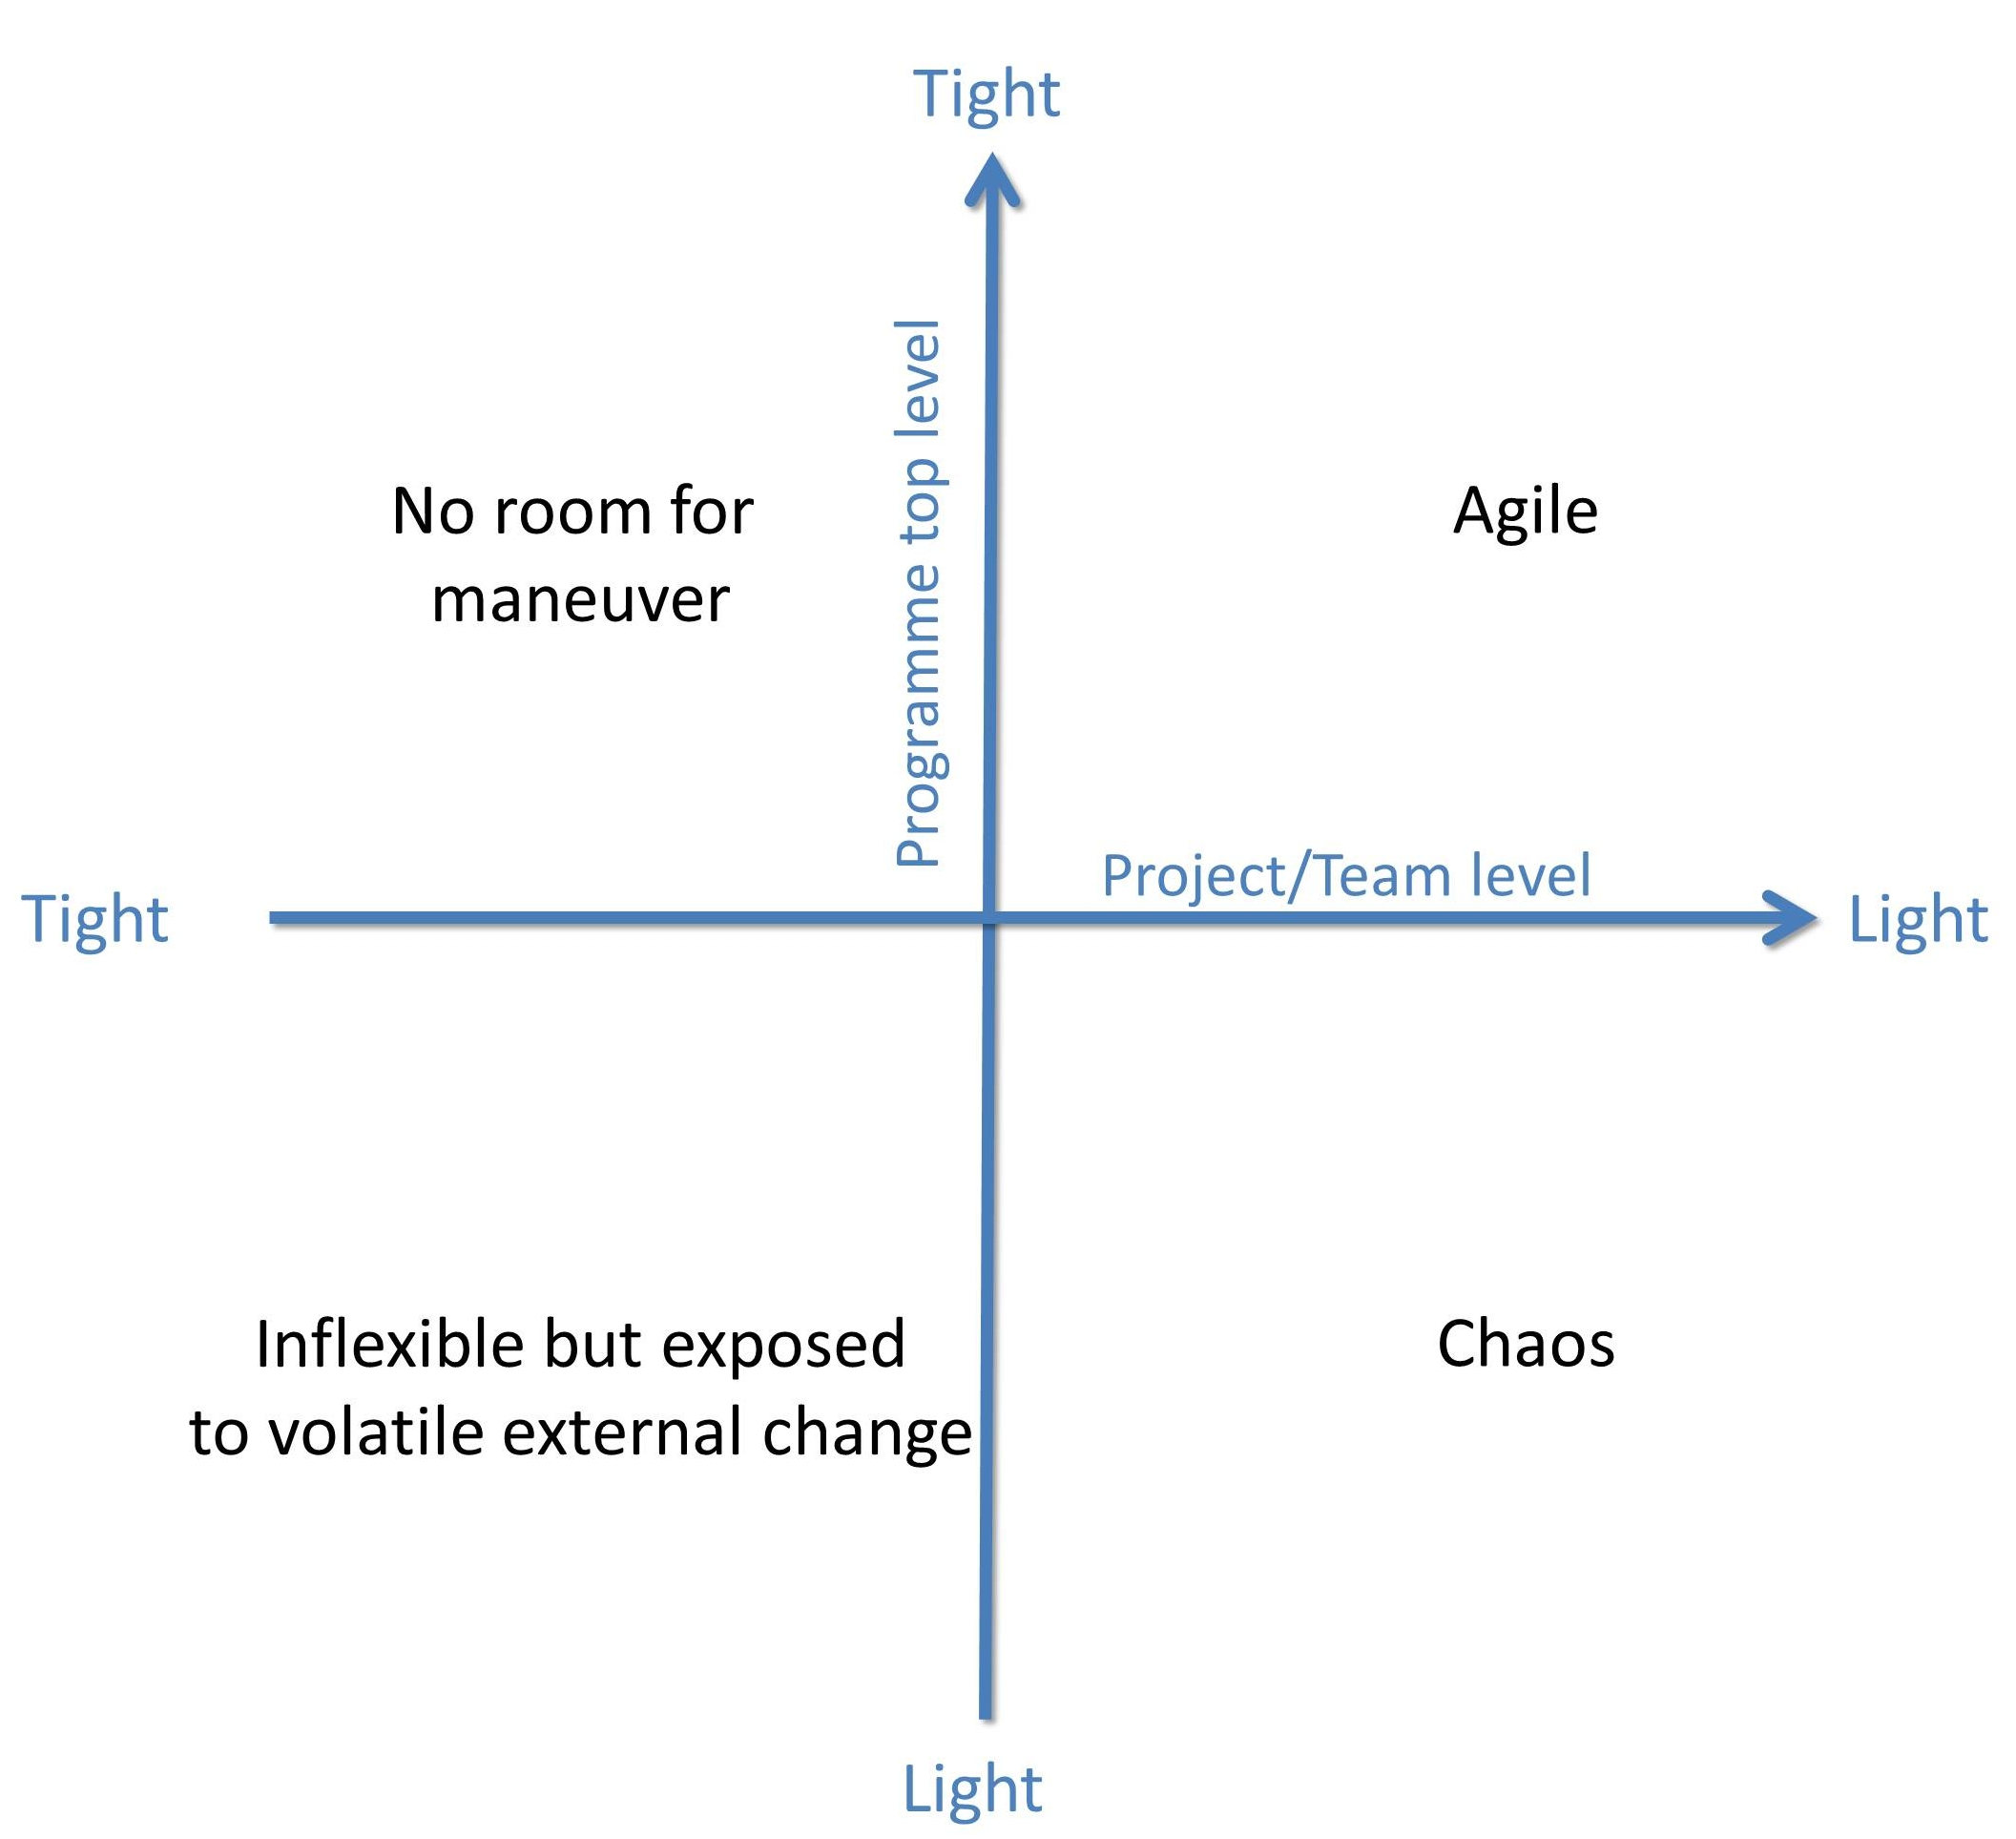 Tight
Programme top level
No room for
maneuver
Agile
Project/Team level
Tight
Light
Inflexible but exposed
to volatile external change
Chaos
Light